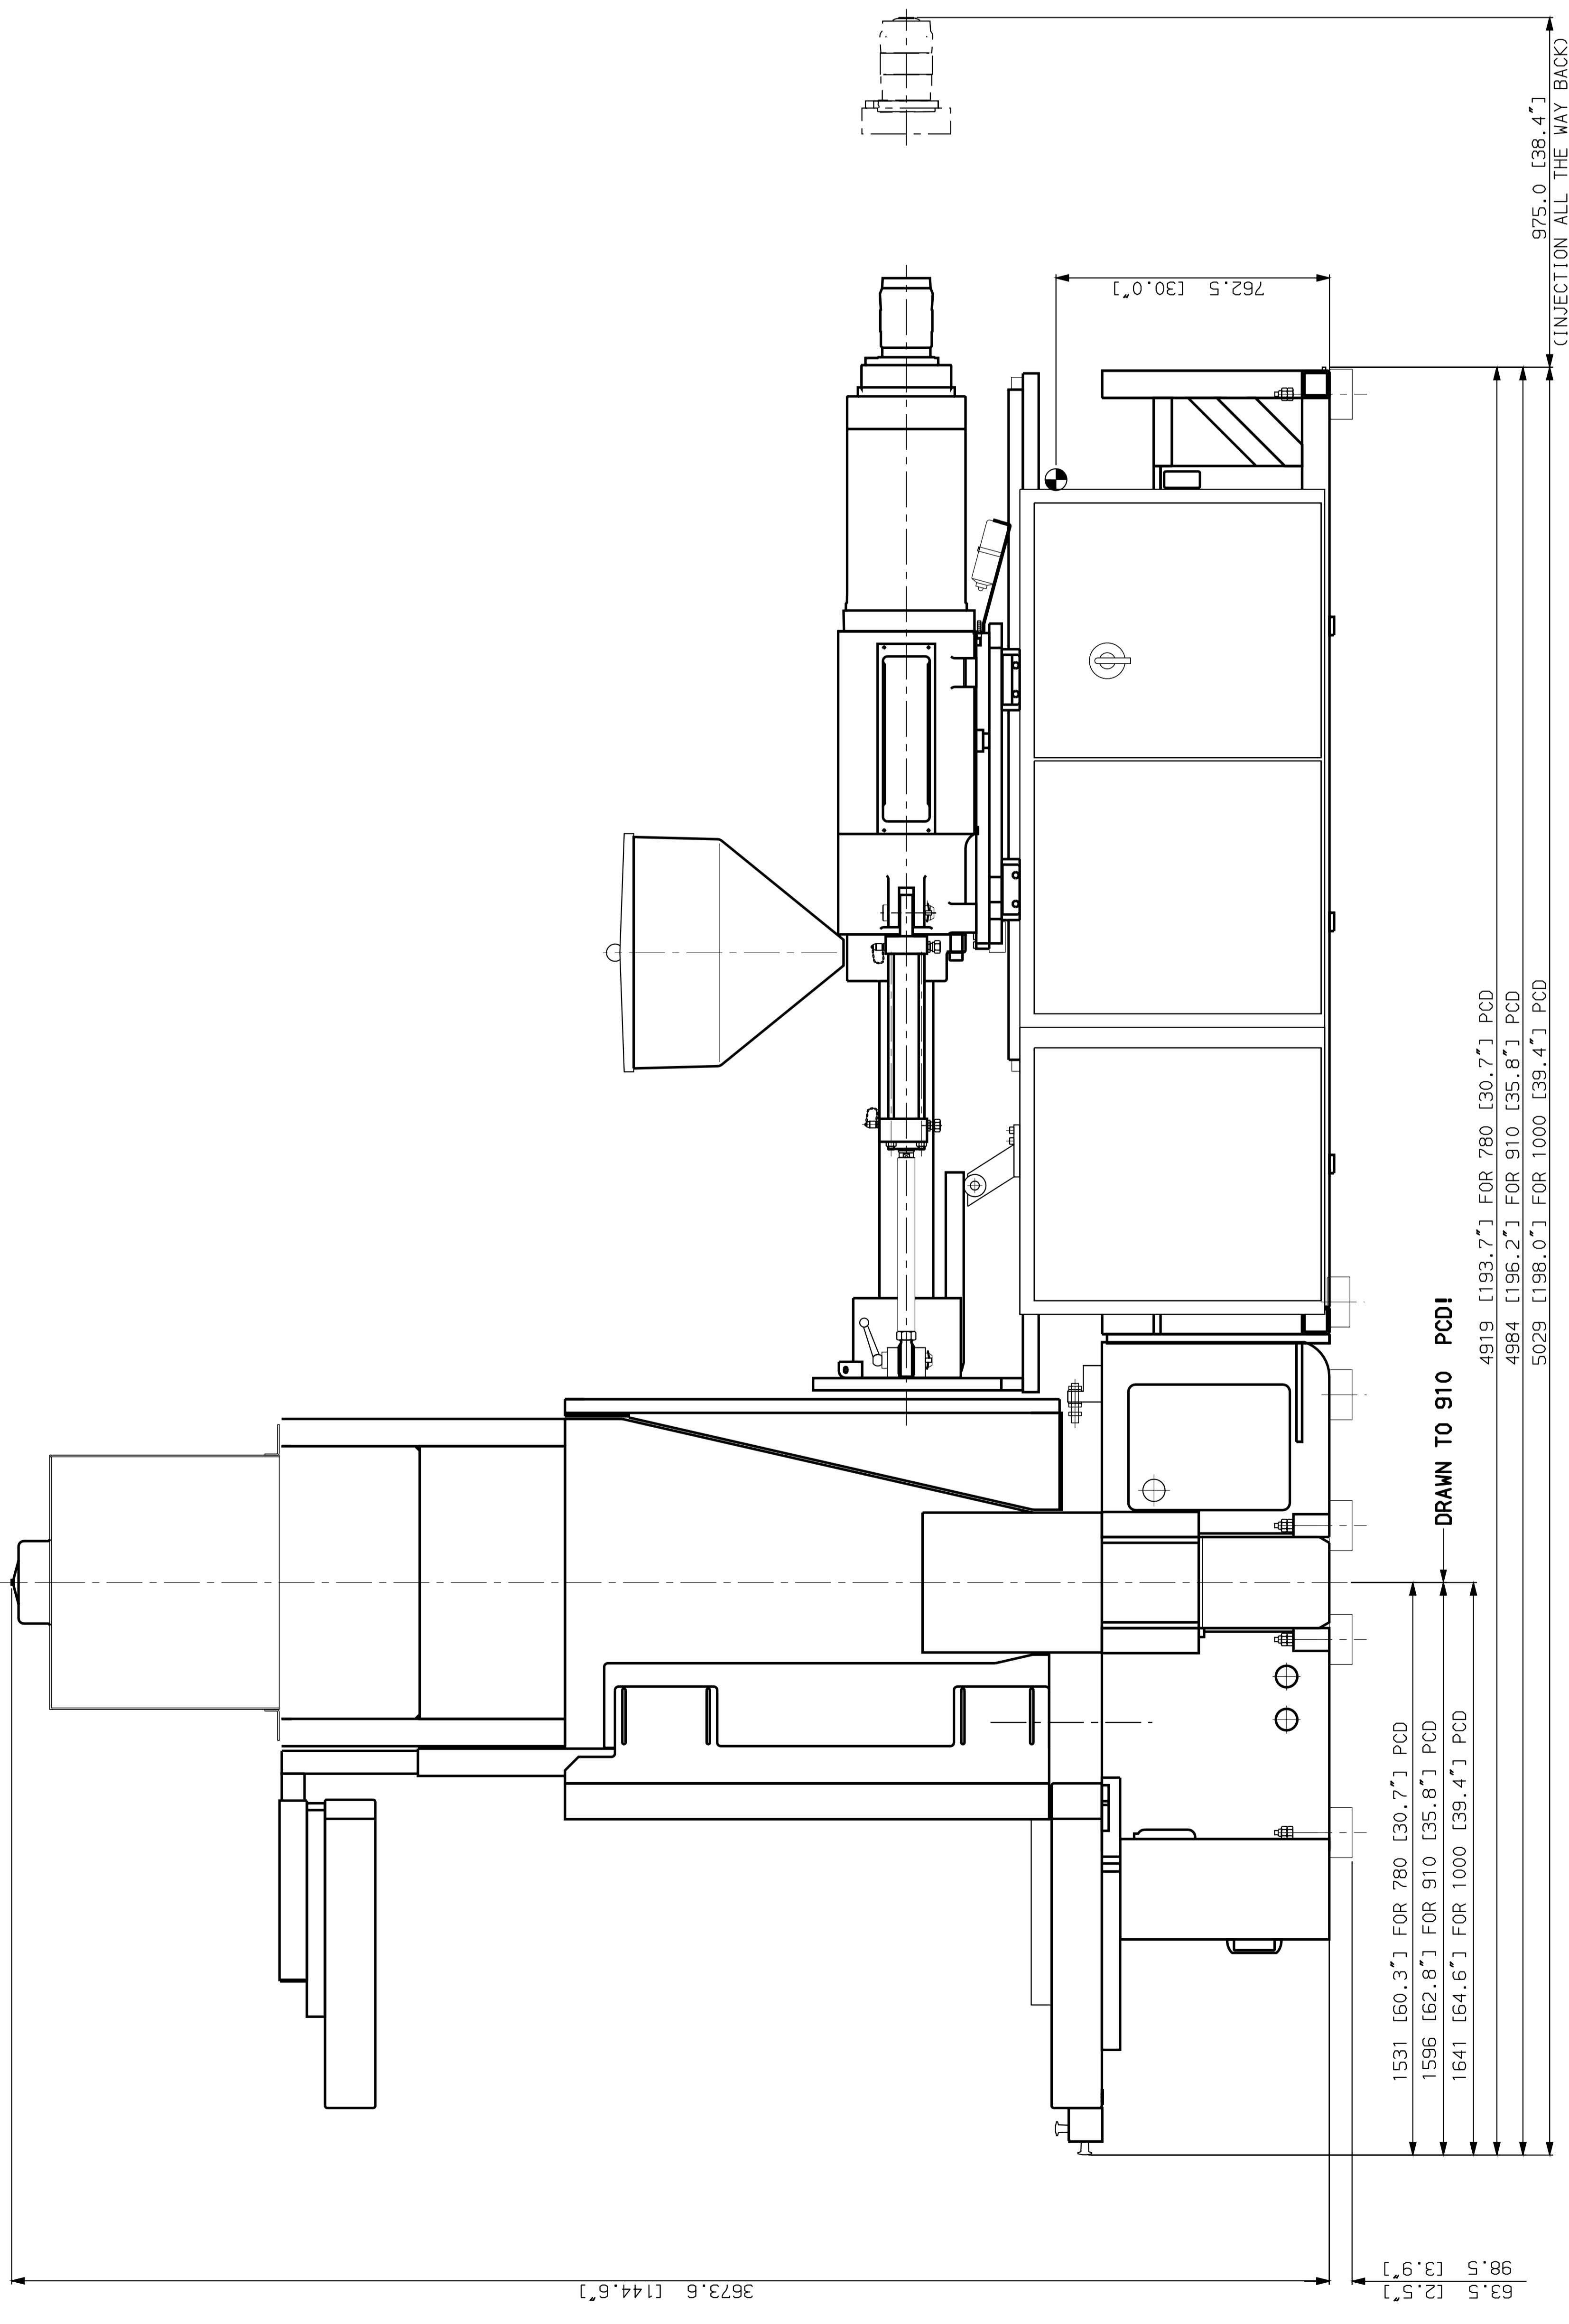 975.0 [38.4"]
(INJECTION ALL THE WAY BACK)
762.5 [30.0"]
4919 [193.7"] FOR 780 [30.7"] PCD
4984 [196.2"] FOR 910 [35.8"] PCD
5029 [198.0"] FOR 1000 [39.4"] PCD
DRAWN TO 910 PCD!
1531 [60.3"] FOR 780 [30.7"] PCD
1596 [62.8"] FOR 910 [35.8"] PCD
1641 [64.6"] FOR 1000 [39.4"] PCD
3673.6 [144.6"]
63.5 [2.5"]
98.5 [3.9"]